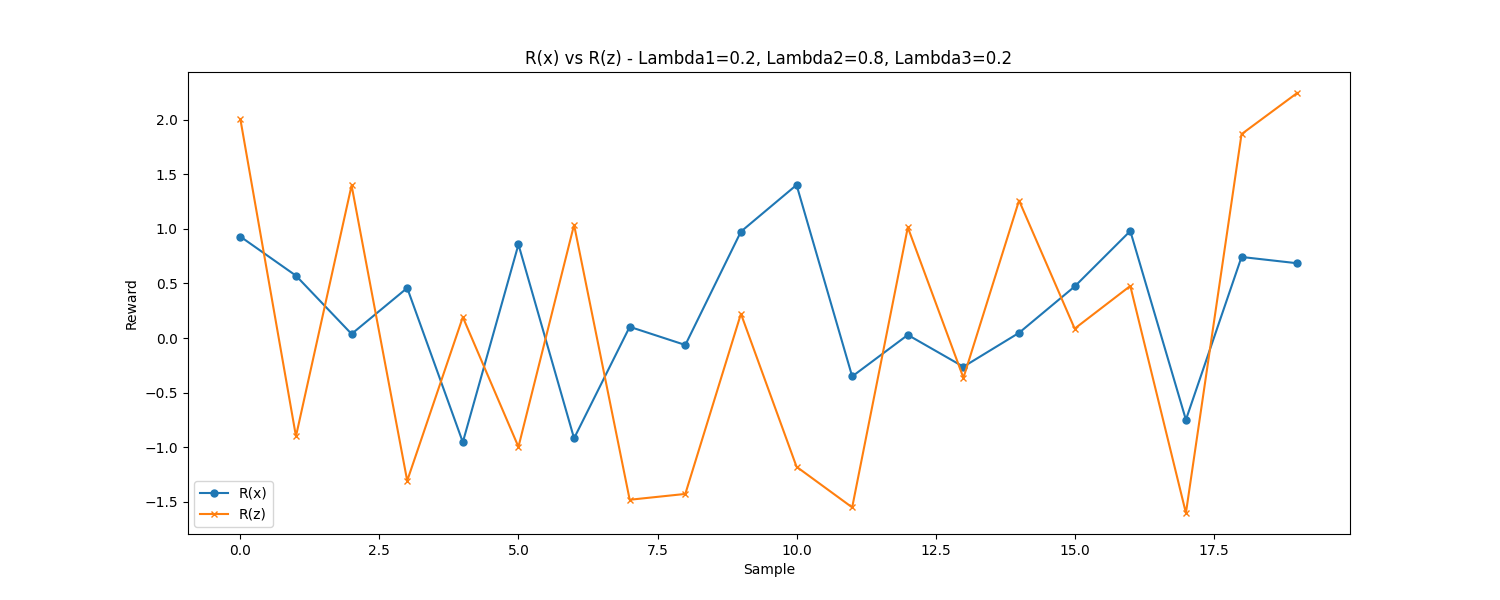 R(x) vs R(z) - Lambda1=0.2, Lambda2=0.8, Lambda3=0.2
Reward
2.0
1.5
1.0
0.5
0.0
−0.5
−1.0
−1.5
R(x)
R(z)
0.0 2.5 5.0 7.5 10.0 12.5 15.0 17.5
Sample